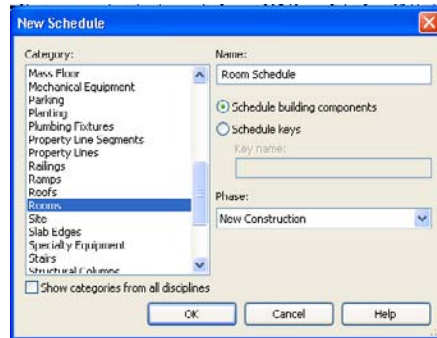 New Schedule
Category:
Mass Floor
Mechanical Equipment
Parking
Planting
Plumbing Fixtures
Property Line Segments
Property Lines
Railings
Ramps
Roofs
Rooms
Site
Slab Edges
Specialty Equipment
Stairs
Structural Columns
Show categories from all disciplines
Name:
Room Schedule
Schedule building components
Schedule keys
Key name:
Phase:
New Construction
OK
Cancel
Help